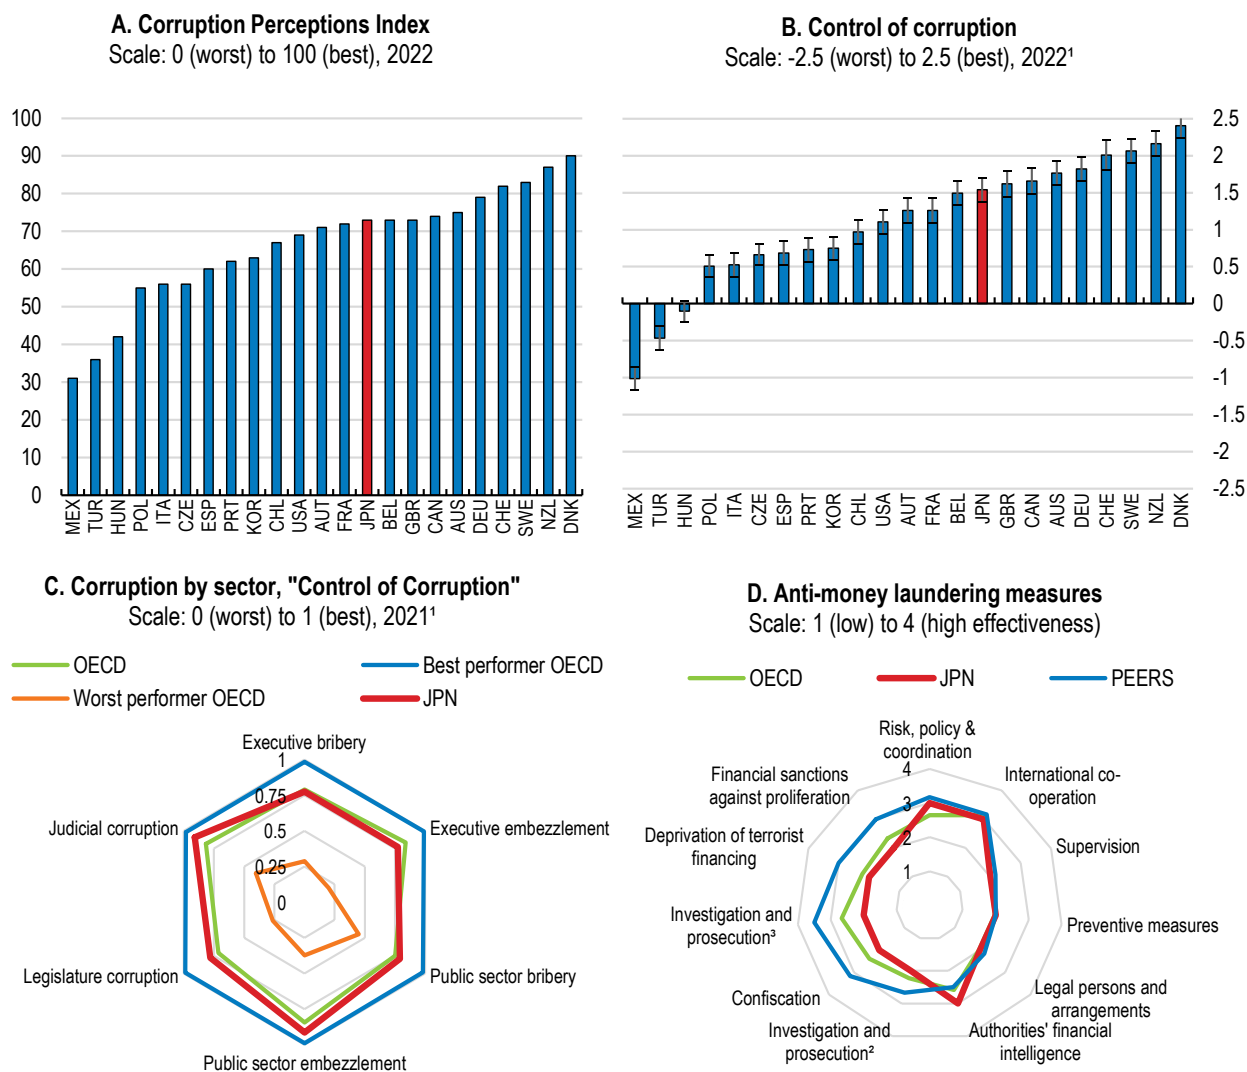 A. Corruption Perceptions Index
Scale: 0 (worst) to 100 (best), 2022
100
90
80
70
60
50
40
30
20
10
0
MEX TUR HUN POL ITA CZE ESP PRT KOR CHL USA AUT FRA JPN BEL GBR CAN AUS DEU CHE SWE NZL DNK
B. Control of corruption
Scale: -2.5 (worst) to 2.5 (best), 2022¹
2.5
2
1.5
1
0.5
0
-0.5
-1
-1.5
-2
-2.5
MEX TUR HUN POL ITA CZE ESP PRT KOR CHL USA AUT FRA BEL JPN GBR CAN AUS DEU CHE SWE NZL DNK
C. Corruption by sector, "Control of Corruption"
Scale: 0 (worst) to 1 (best), 2021¹
OECD
Best performer OECD
Worst performer OECD
JPN
Executive bribery
1
0.75
0.5
0.25
0
Executive embezzlement
Public sector bribery
Public sector embezzlement
Legislature corruption
Judicial corruption
D. Anti-money laundering measures
Scale: 1 (low) to 4 (high effectiveness)
OECD
JPN
PEERS
Risk, policy &
coordination
4
3
2
1
International co-
operation
Supervision
Preventive measures
Legal persons and
arrangements
Authorities' financial
intelligence
Investigation and
prosecution²
Confiscation
Investigation and
prosecution³
Deprivation of terrorist
financing
Financial sanctions
against proliferation